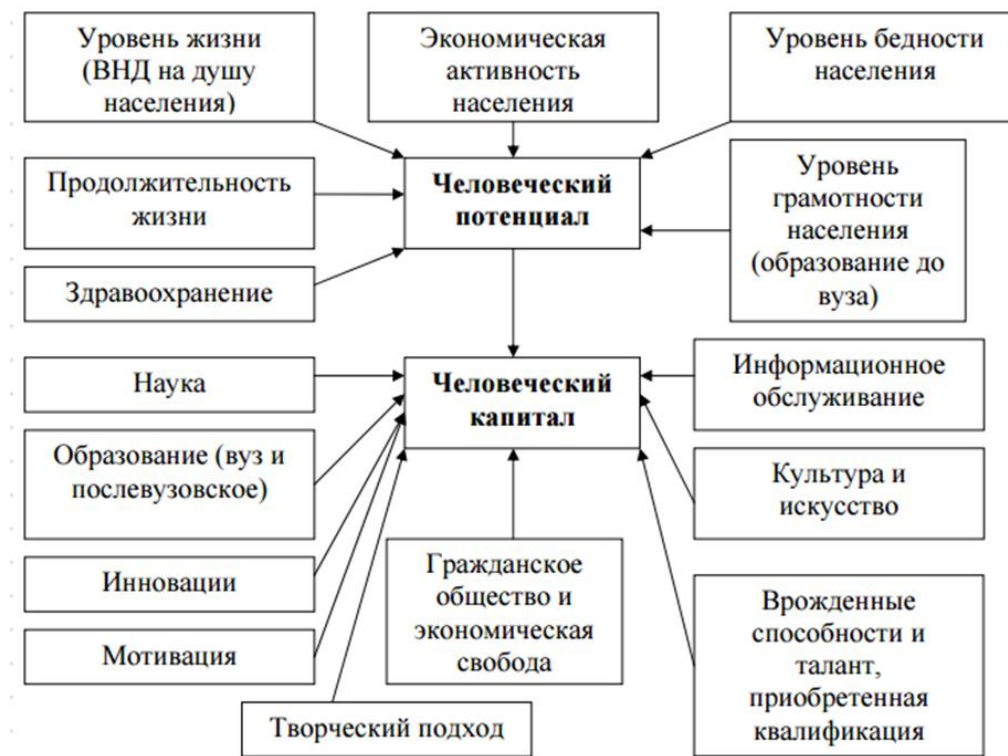 Уровень жизни
(ВНД на душу
населения)
Экономическая
активность
населения
Уровень бедности
населения
Продолжительность
жизни
Человеческий
потенциал
Уровень
грамотности
населения
(образование до
вуза)
Здравоохранение
Наука
Человеческий
капитал
Информационное
обслуживание
Образование (вуз и
послевузовское)
Культура и
искусство
Инновации
Гражданское
общество и
экономическая
свобода
Врожденные
способности и
талант,
приобретенная
квалификация
Мотивация
Творческий подход